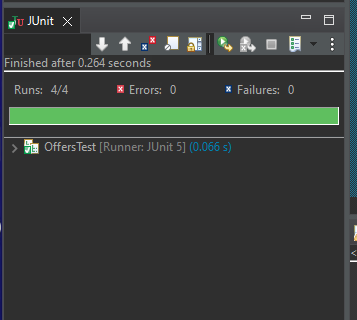 JUnit
Finished after 0.264 seconds
Runs: 4/4 Errors: 0 Failures: 0
OffersTest [Runner: JUnit 5] (0.066 s)